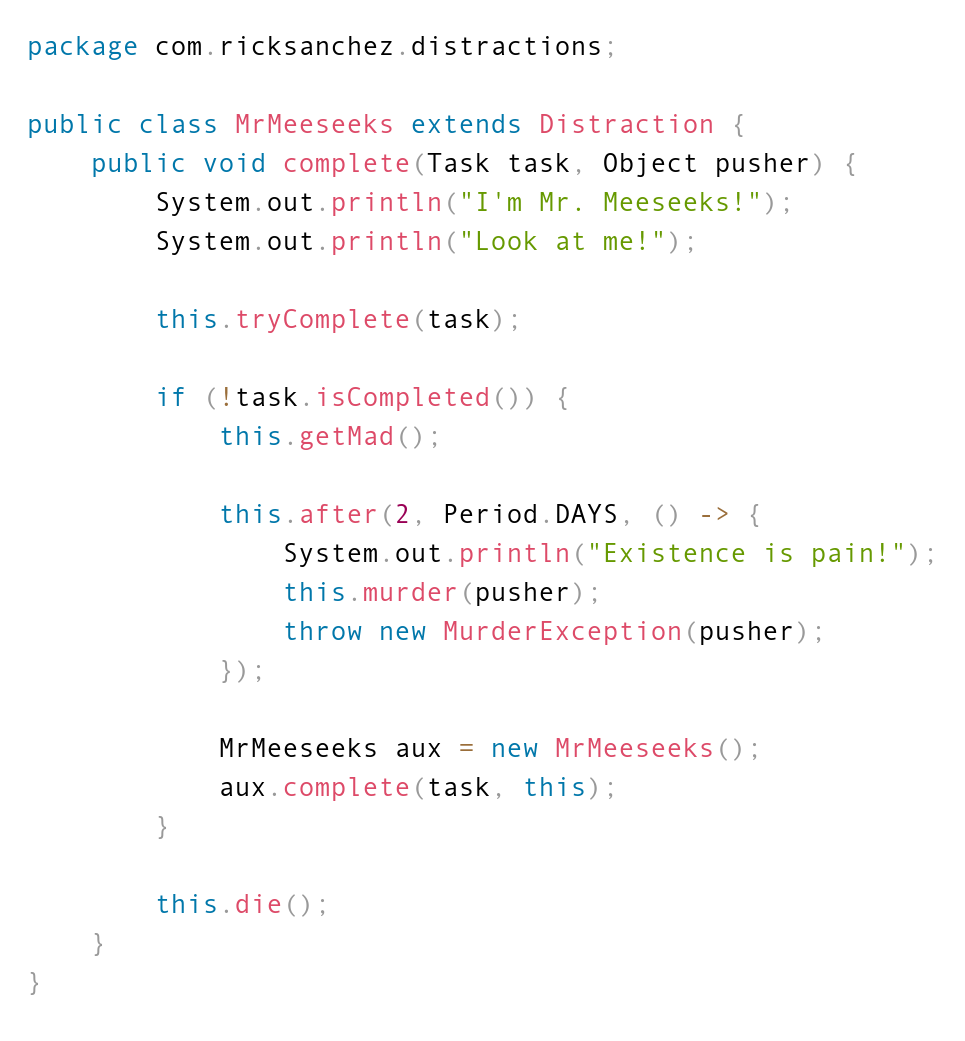 package com.ricksanchez.distractions;

public class MrMeeseeks extends Distraction {
    public void complete(Task task, Object pusher) {
        System.out.println("I'm Mr. Meeseeks!");
        System.out.println("Look at me!");

        this.tryComplete(task);

        if (!task.isCompleted()) {
            this.getMad();

            this.after(2, Period.DAYS, () -> {
                System.out.println("Existence is pain!");
                this.murder(pusher);
                throw new MurderException(pusher);
            });

            MrMeeseeks aux = new MrMeeseeks();
            aux.complete(task, this);
        }

        this.die();
    }
}